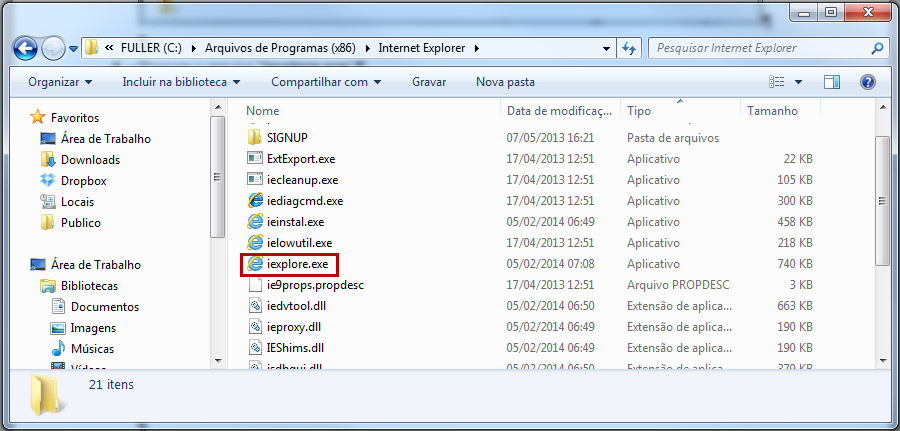 « FULLER (C:) ▸ Arquivos de Programas (x86) ▸ Internet Explorer ▸
Pesquisar Internet Explorer
Organizar ▾ Incluir na biblioteca ▾ Compartilhar com ▾ Gravar Nova pasta
Favoritos
Área de Trabalho
Downloads
Dropbox
Locais
Publico
Área de Trabalho
Bibliotecas
Documentos
Imagens
Músicas
Vídeos
Nome Data de modificaç... Tipo Tamanho
SIGNUP 07/05/2013 16:21 Pasta de arquivos
ExtExport.exe 17/04/2013 12:51 Aplicativo 22 KB
iecleanup.exe 17/04/2013 12:51 Aplicativo 105 KB
iediagcmd.exe 17/04/2013 12:51 Aplicativo 300 KB
ieinstal.exe 05/02/2014 06:49 Aplicativo 458 KB
ielowutil.exe 17/04/2013 12:51 Aplicativo 218 KB
iexplore.exe 05/02/2014 07:08 Aplicativo 740 KB
ie9props.propdesc 17/04/2013 12:51 Arquivo PROPDESC 3 KB
iedvtool.dll 05/02/2014 06:50 Extensão de aplica... 663 KB
ieproxy.dll 05/02/2014 06:49 Extensão de aplica... 190 KB
IEShims.dll 05/02/2014 06:49 Extensão de aplica... 190 KB
jsdbgui.dll 05/02/2014 06:50 Extensão de aplica... 379 KB
21 itens